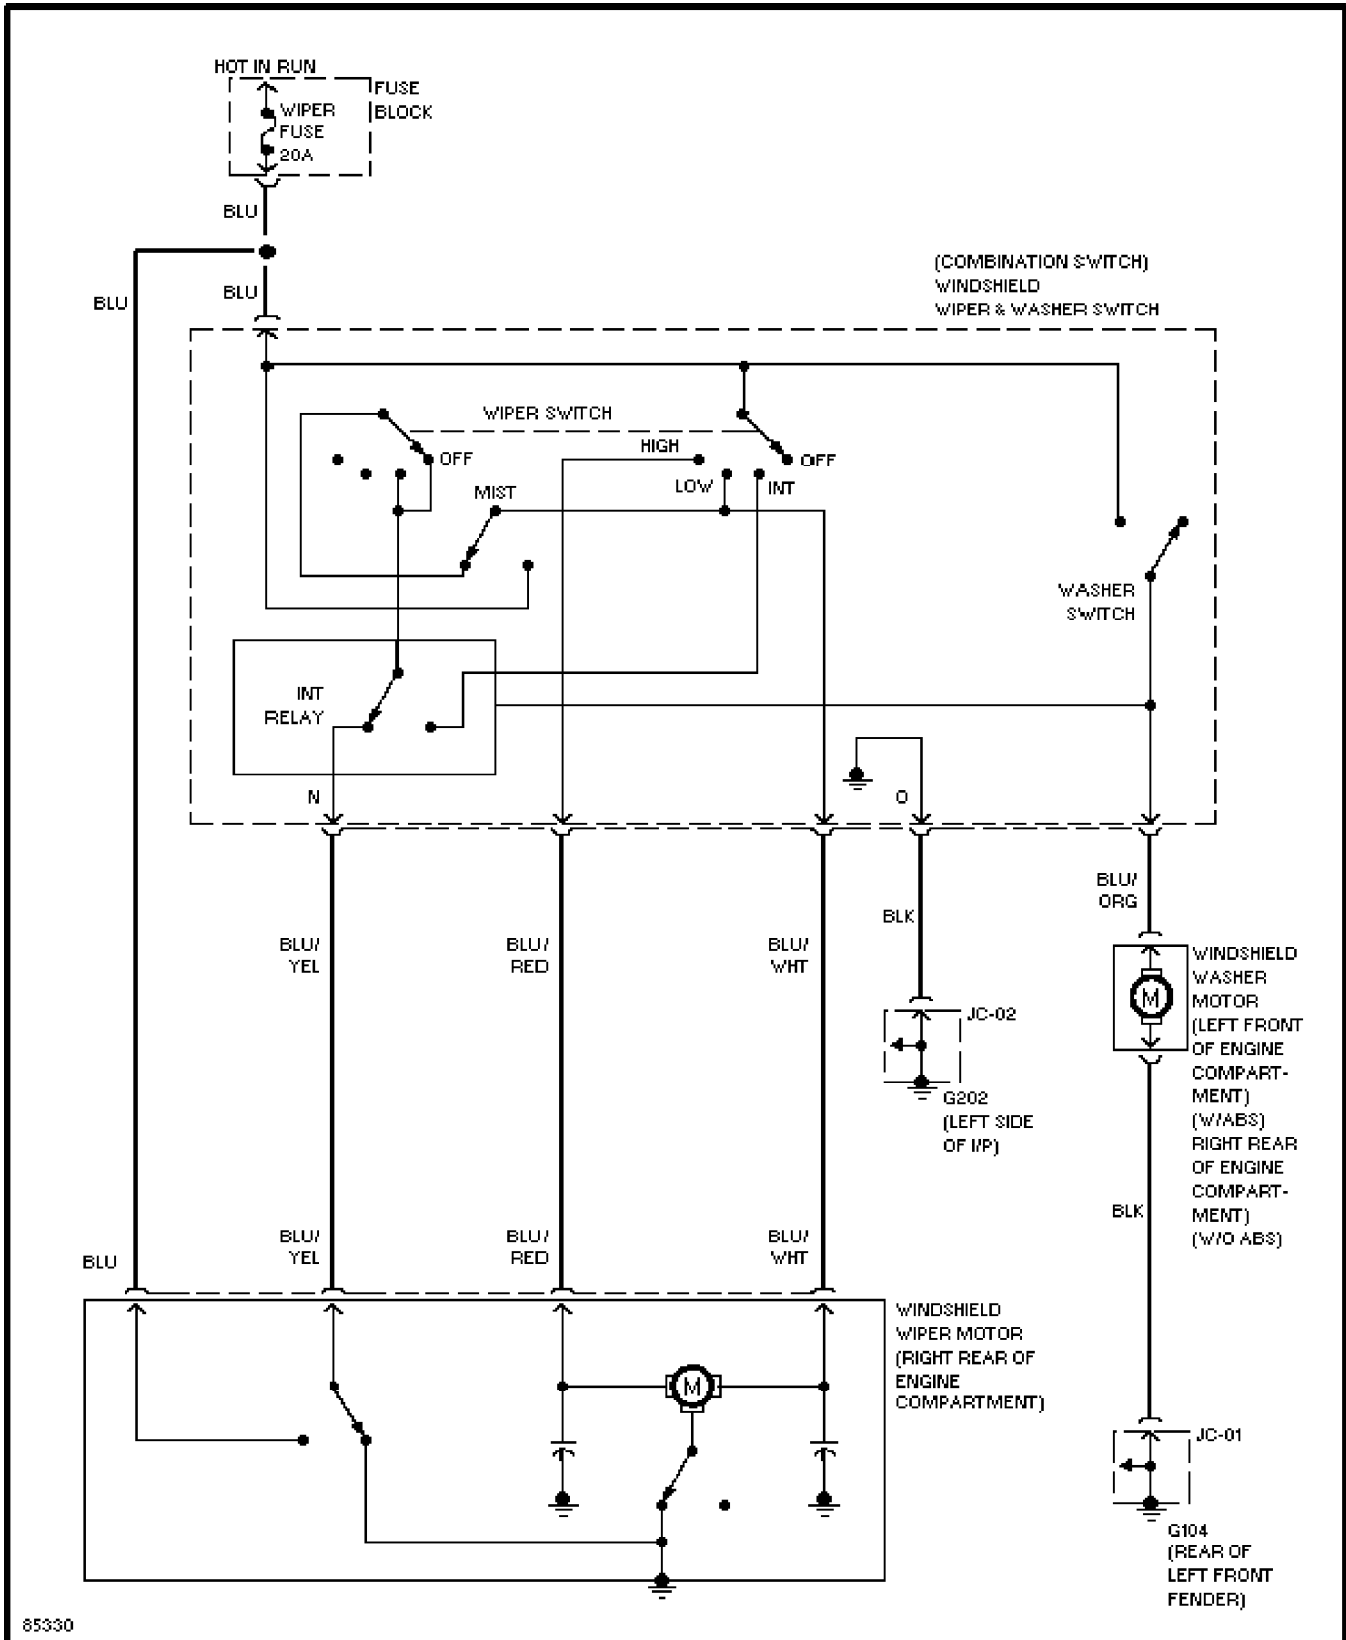 HOT IN RUN
FUSE
BLOCK
WIPER
FUSE
20A
BLU
BLU
BLU
(COMBINATION SWITCH)
WINDSHIELD
WIPER & WASHER SWITCH
WIPER SWITCH
HIGH
OFF
OFF
LOW
INT
MIST
WASHER
SWITCH
INT
RELAY
N
O
BLU/
ORG
BLK
BLU/
YEL
BLU/
RED
BLU/
WHT
WINDSHIELD
WASHER
MOTOR
(LEFT FRONT
OF ENGINE
COMPART-
MENT)
(W/ABS)
RIGHT REAR
OF ENGINE
COMPART-
MENT)
(W/O ABS)
M
JC-02
G202
(LEFT SIDE
OF I/P)
BLK
BLU
BLU/
YEL
BLU/
RED
BLU/
WHT
WINDSHIELD
WIPER MOTOR
(RIGHT REAR OF
ENGINE
COMPARTMENT)
M
JC-01
G104
(REAR OF
LEFT FRONT
FENDER)
85330